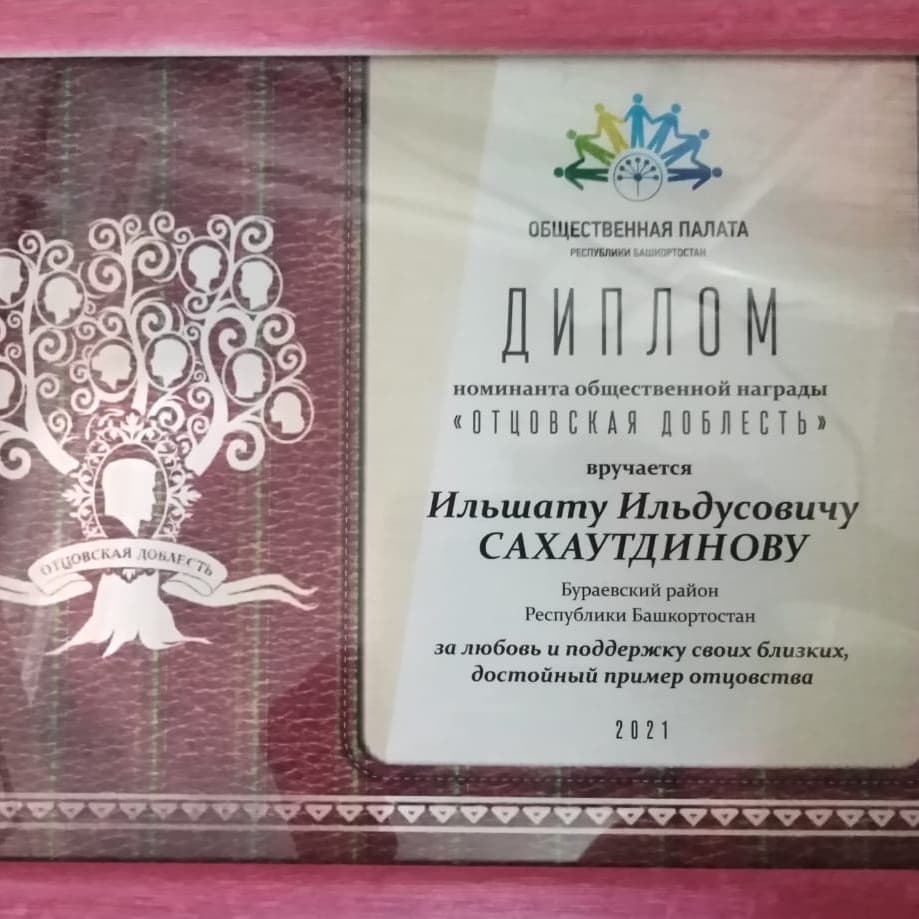 ОБЩЕСТВЕННАЯ ПАЛАТА
РЕСПУБЛИКИ БАШКОРТОСТАН
ДИПЛОМ
номинанта общественной награды
«ОТЦОВСКАЯ ДОБЛЕСТЬ»
вручается
Ильшату Ильдусовичу
САХАУТДИНОВУ
Бураевский район
Республики Башкортостан
за любовь и поддержку своих близких,
достойный пример отцовства
2021
ОТЦОВСКАЯ ДОБЛЕСТЬ